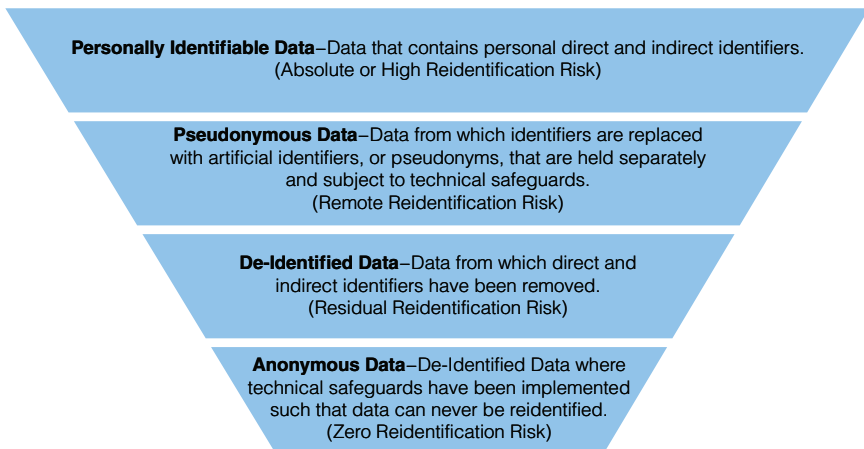 Personally Identifiable Data–Data that contains personal direct and indirect identifiers.
(Absolute or High Reidentification Risk)
Pseudonymous Data–Data from which identifiers are replaced
with artificial identifiers, or pseudonyms, that are held separately
and subject to technical safeguards.
(Remote Reidentification Risk)
De-Identified Data–Data from which direct and
indirect identifiers have been removed.
(Residual Reidentification Risk)
Anonymous Data–De-Identified Data where
technical safeguards have been implemented
such that data can never be reidentified.
(Zero Reidentification Risk)